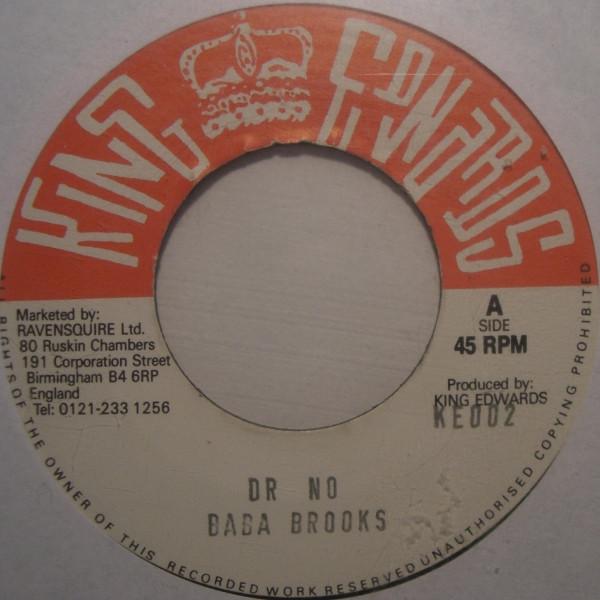 KING EDWARDS
Marketed by:
RAVENSQUIRE Ltd.
80 Ruskin Chambers
191 Corporation Street
Birmingham B4 6RP
England
Tel: 0121-233 1256
A
SIDE
45 RPM
Produced by:
KING EDWARDS
KE002
DR NO
BABA BROOKS
ALL RIGHTS OF THE OWNER OF THIS RECORDED WORK RESERVED UNAUTHORISED COPYING PROHIBITED